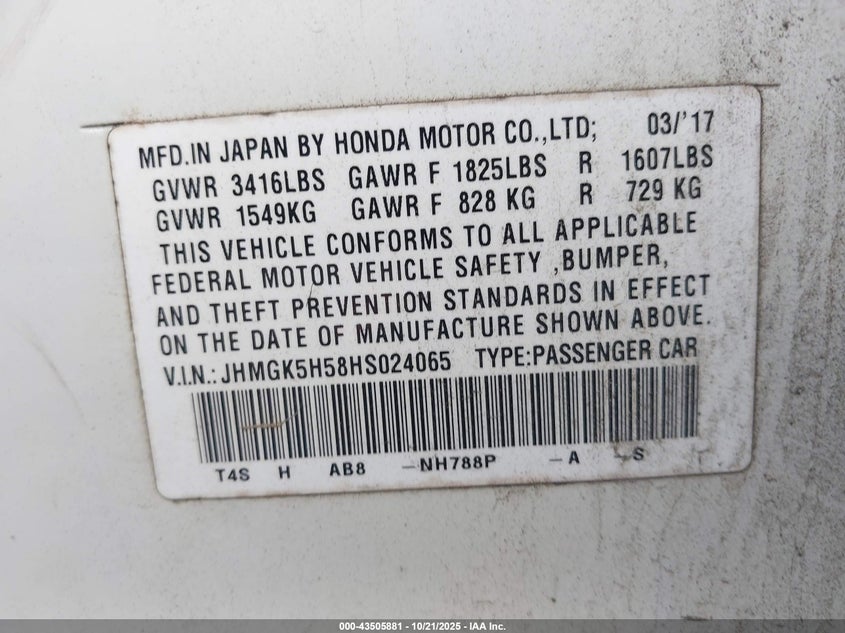 MFD.IN JAPAN BY HONDA MOTOR CO.,LTD; 03/'17
GVWR 3416LBS GAWR F 1825LBS R 1607LBS
GVWR 1549KG GAWR F 828 KG R 729 KG
THIS VEHICLE CONFORMS TO ALL APPLICABLE
FEDERAL MOTOR VEHICLE SAFETY ,BUMPER,
AND THEFT PREVENTION STANDARDS IN EFFECT
ON THE DATE OF MANUFACTURE SHOWN ABOVE.
V.I.N.: JHMGK5H58HS024065 TYPE:PASSENGER CAR
T4S H AB8 -NH788P -A -S
000-43505881 - 10/21/2025 - IAA Inc.